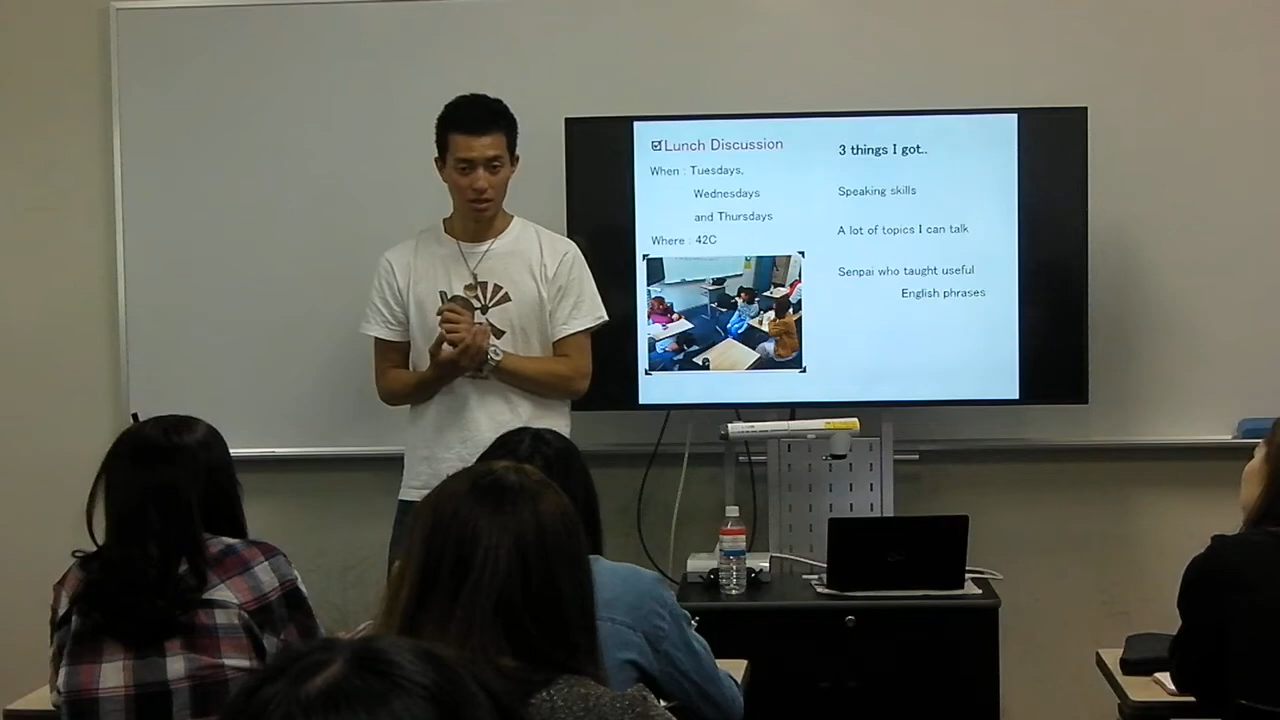 ☑Lunch Discussion
When : Tuesdays,
Wednesdays
and Thursdays
Where : 42C
3 things I got..
Speaking skills
A lot of topics I can talk
Senpai who taught useful
English phrases